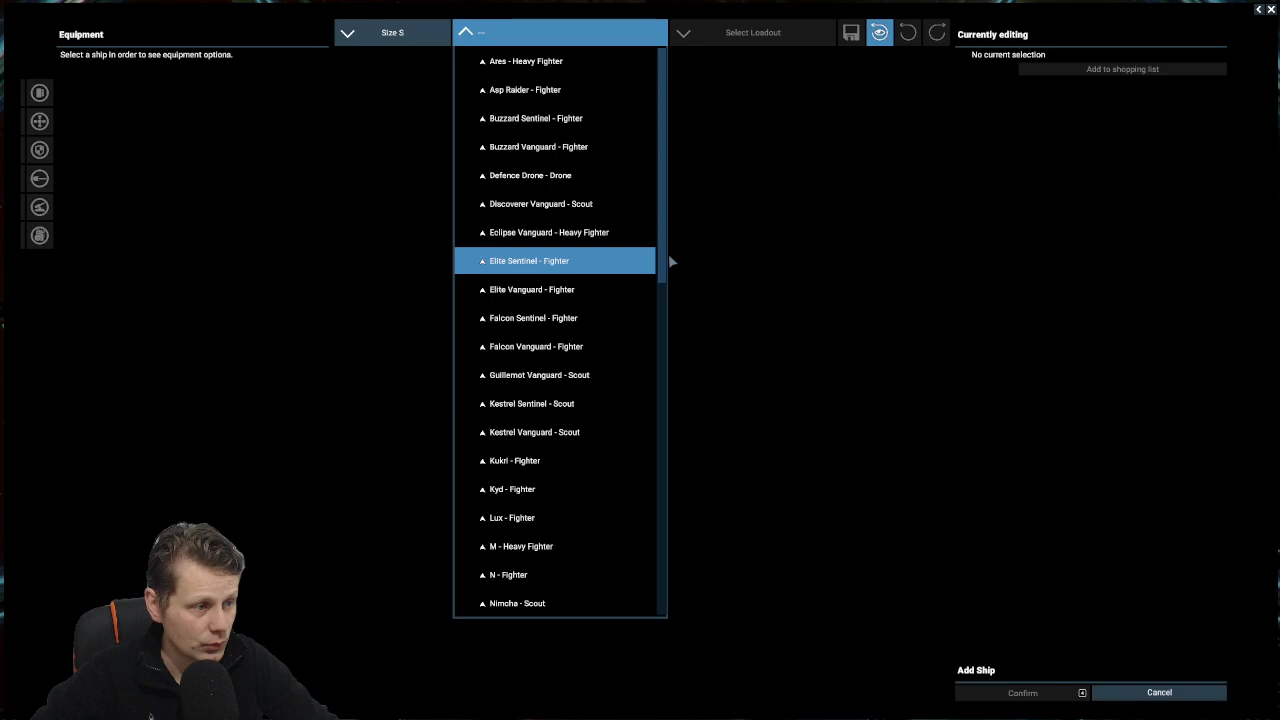 Equipment
Select a ship in order to see equipment options.
Size S
---
Select Loadout
Currently editing
No current selection
Add to shopping list
Ares - Heavy Fighter
Asp Raider - Fighter
Buzzard Sentinel - Fighter
Buzzard Vanguard - Fighter
Defence Drone - Drone
Discoverer Vanguard - Scout
Eclipse Vanguard - Heavy Fighter
Elite Sentinel - Fighter
Elite Vanguard - Fighter
Falcon Sentinel - Fighter
Falcon Vanguard - Fighter
Guillemot Vanguard - Scout
Kestrel Sentinel - Scout
Kestrel Vanguard - Scout
Kukri - Fighter
Kyd - Fighter
Lux - Fighter
M - Heavy Fighter
N - Fighter
Nimcha - Scout
Add Ship
Confirm
Cancel